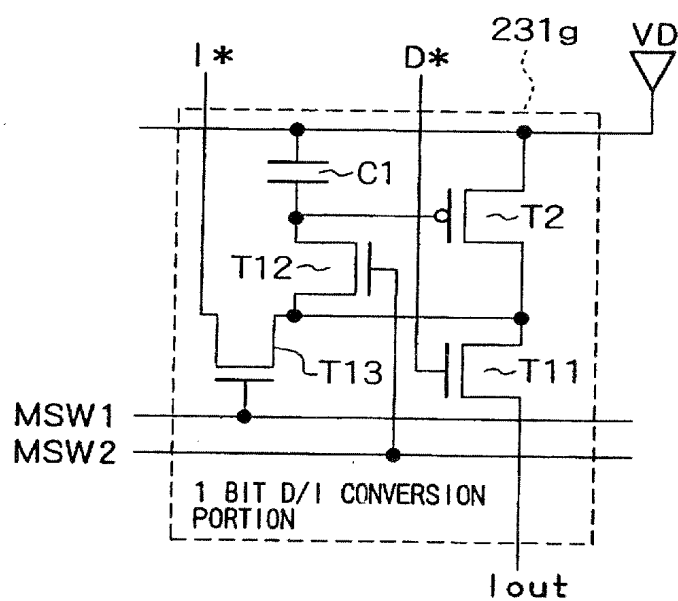 231g
VD
I*
D*
C1
T2
T12
T13
T11
MSW1
MSW2
1 BIT D/I CONVERSION
PORTION
Iout